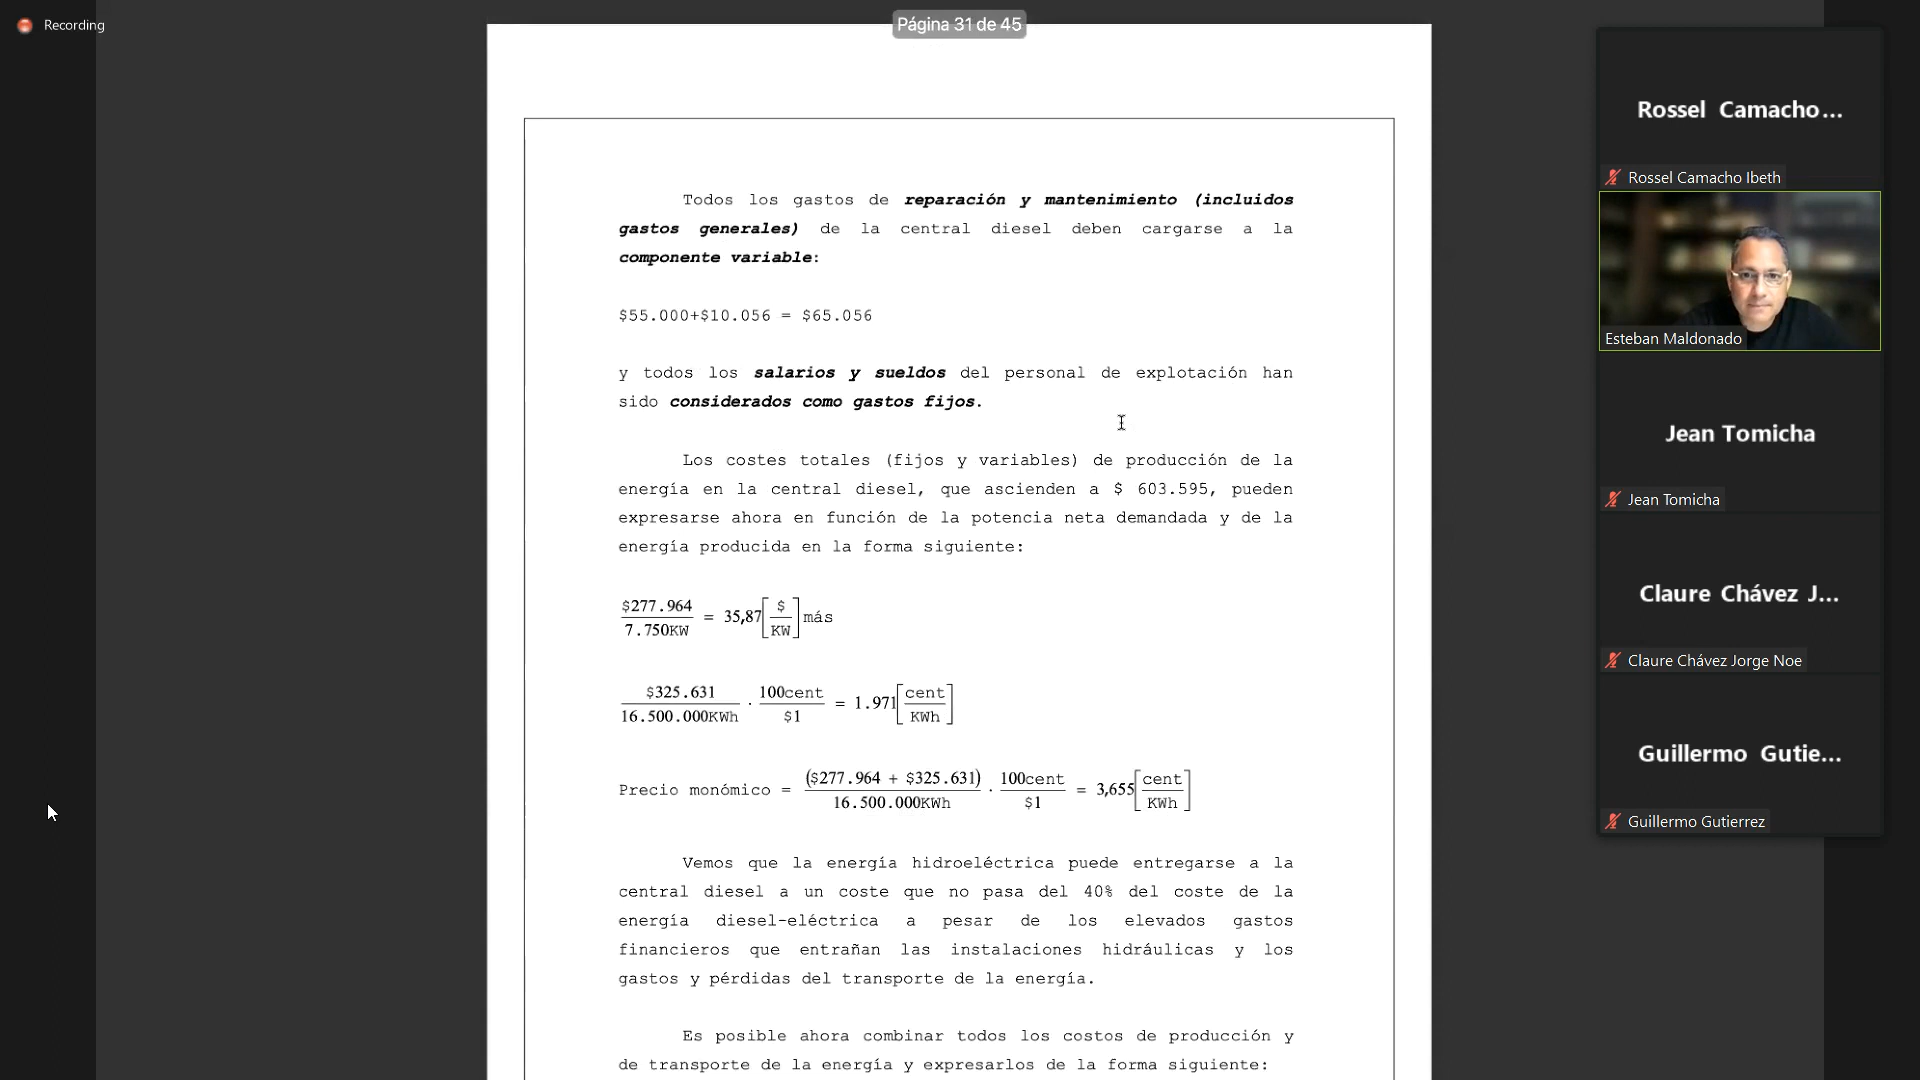 Recording
Página 31 de 45
Todos los gastos de reparación y mantenimiento (incluidos
gastos generales) de la central diesel deben cargarse a la
componente variable:
$55.000+$10.056 = $65.056
y todos los salarios y sueldos del personal de explotación han
sido considerados como gastos fijos.
Los costes totales (fijos y variables) de producción de la
energía en la central diesel, que ascienden a $ 603.595, pueden
expresarse ahora en función de la potencia neta demandada y de la
energía producida en la forma siguiente:
$277.964 / 7.750KW = 35,87 [$ / KW] más
$325.631 / 16.500.000KWh · 100cent / $1 = 1.971 [cent / KWh]
Precio monómico = ($277.964 + $325.631) / 16.500.000KWh · 100cent / $1 = 3,655 [cent / KWh]
Vemos que la energía hidroeléctrica puede entregarse a la
central diesel a un coste que no pasa del 40% del coste de la
energía diesel-eléctrica a pesar de los elevados gastos
financieros que entrañan las instalaciones hidráulicas y los
gastos y pérdidas del transporte de la energía.
Es posible ahora combinar todos los costos de producción y
de transporte de la energía y expresarlos de la forma siguiente:
Rossel Camacho...
Rossel Camacho Ibeth
Esteban Maldonado
Jean Tomicha
Jean Tomicha
Claure Chávez J...
Claure Chávez Jorge Noe
Guillermo Gutie...
Guillermo Gutierrez